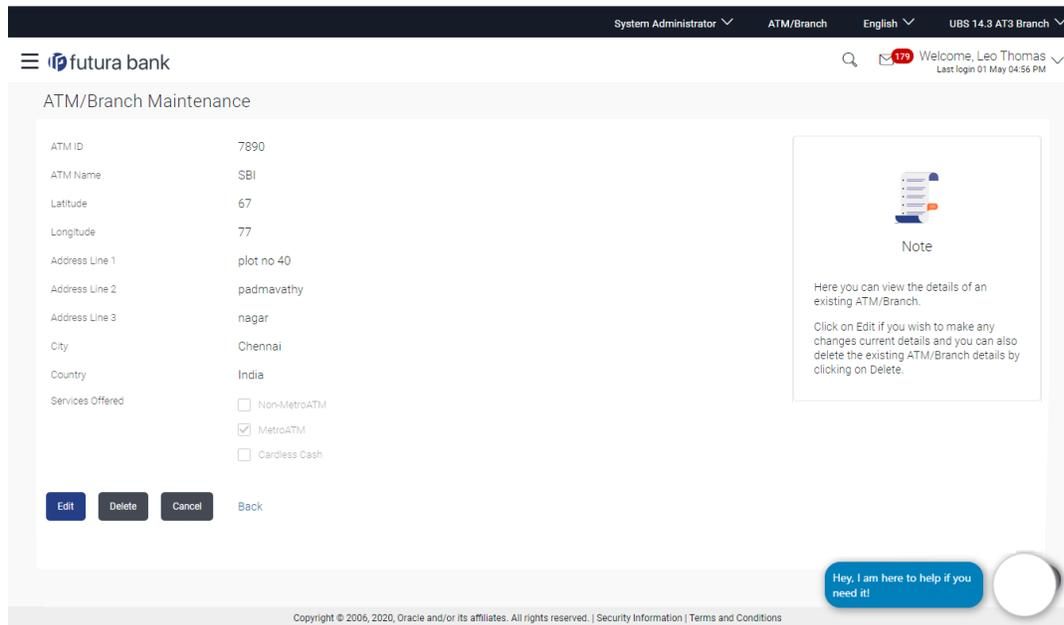 System Administrator ATM/Branch English UBS 14.3 AT3 Branch
futura bank 179 Welcome, Leo Thomas
Last login 01 May 04:56 PM
ATM/Branch Maintenance
ATM ID 7890
ATM Name SBI
Latitude 67
Longitude 77
Address Line 1 plot no 40
Address Line 2 padmavathy
Address Line 3 nagar
City Chennai
Country India
Services Offered
Non-MetroATM
MetroATM
Cardless Cash
Edit Delete Cancel Back
Note
Here you can view the details of an
existing ATM/Branch.
Click on Edit if you wish to make any
changes current details and you can also
delete the existing ATM/Branch details by
clicking on Delete.
Hey, I am here to help if you
need it!
Copyright © 2006, 2020, Oracle and/or its affiliates. All rights reserved. | Security Information | Terms and Conditions